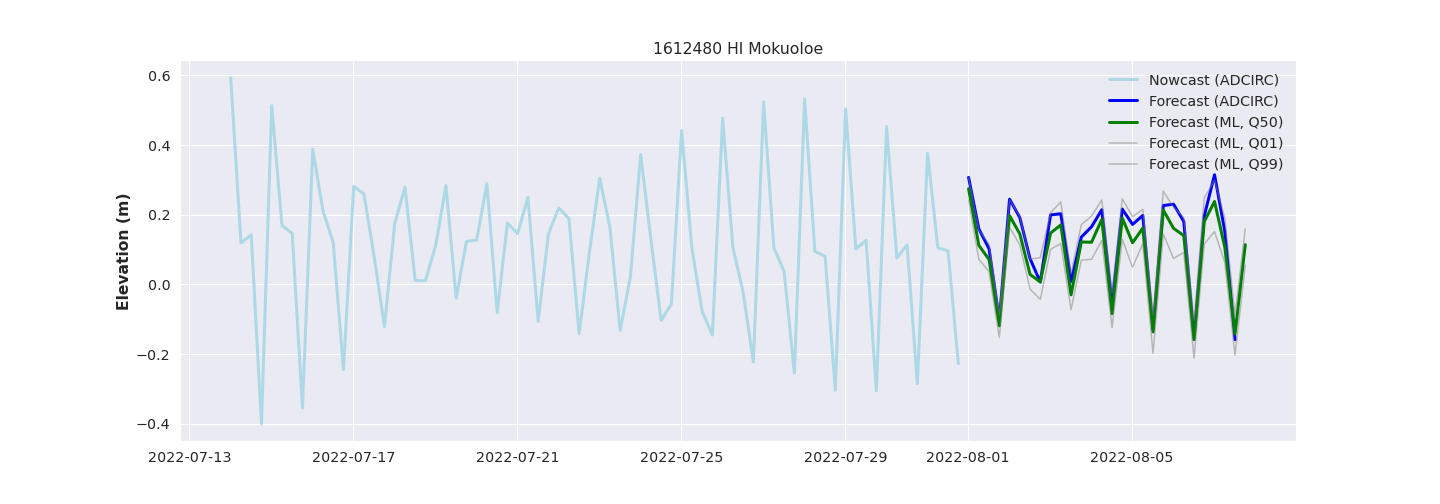 1612480 HI Mokuoloe
Nowcast (ADCIRC)
Forecast (ADCIRC)
Forecast (ML, Q50)
Forecast (ML, Q01)
Forecast (ML, Q99)
Elevation (m)
0.6
0.4
0.2
0.0
−0.2
−0.4
2022-07-13 2022-07-17 2022-07-21 2022-07-25 2022-07-29 2022-08-01 2022-08-05